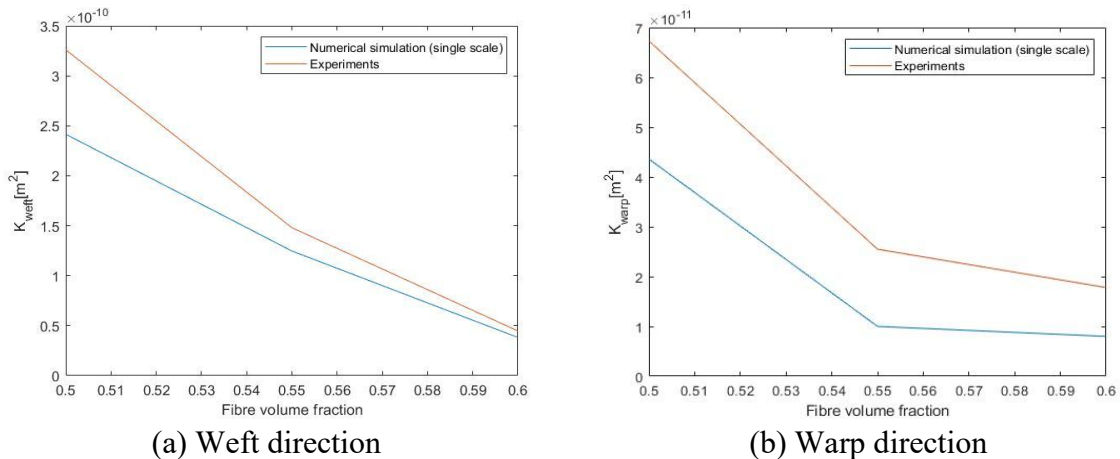 ×10⁻¹⁰
3.5
3
2.5
2
1.5
1
0.5
0
K_weft[m²]
Numerical simulation (single scale)
Experiments
0.5 0.51 0.52 0.53 0.54 0.55 0.56 0.57 0.58 0.59 0.6
Fibre volume fraction
(a) Weft direction
×10⁻¹¹
7
6
5
4
3
2
1
0
K_warp[m²]
Numerical simulation (single scale)
Experiments
0.5 0.51 0.52 0.53 0.54 0.55 0.56 0.57 0.58 0.59 0.6
Fibre volume fraction
(b) Warp direction